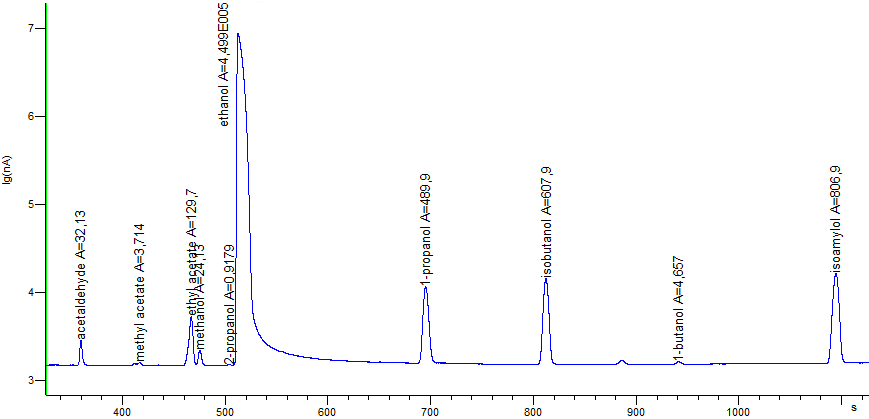 lg(nA)
7
6
5
4
3
acetaldehyde A=32,13
methyl acetate A=3,714
ethyl acetate A=129,7
methanol A=24,13
2-propanol A=0,9179
ethanol A=4,499E005
1-propanol A=489,9
isobutanol A=607,9
1-butanol A=4,657
isoamylol A=806,9
400
500
600
700
800
900
1000
s